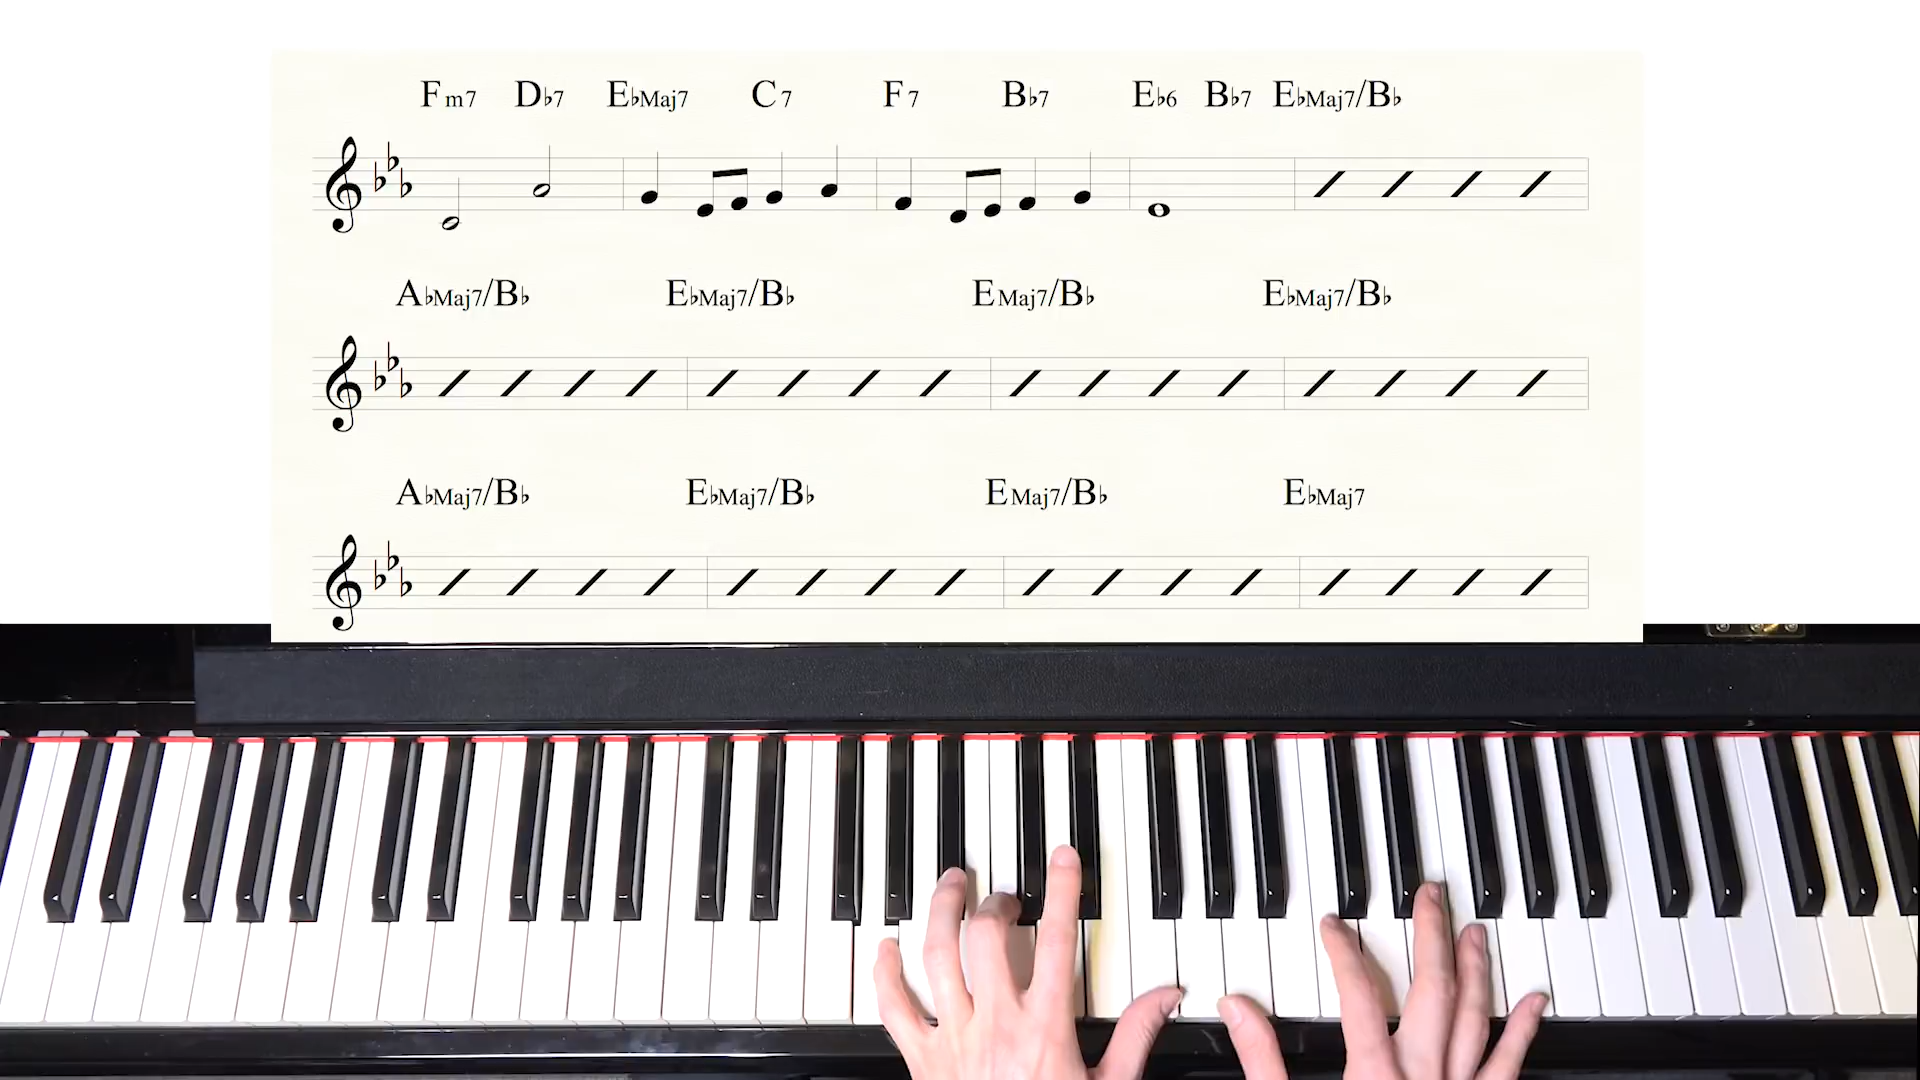 Fm7 D♭7 E♭Maj7 C7 F7 B♭7 E♭6 B♭7 E♭Maj7/B♭
A♭Maj7/B♭ E♭Maj7/B♭ EMaj7/B♭ E♭Maj7/B♭
A♭Maj7/B♭ E♭Maj7/B♭ EMaj7/B♭ E♭Maj7